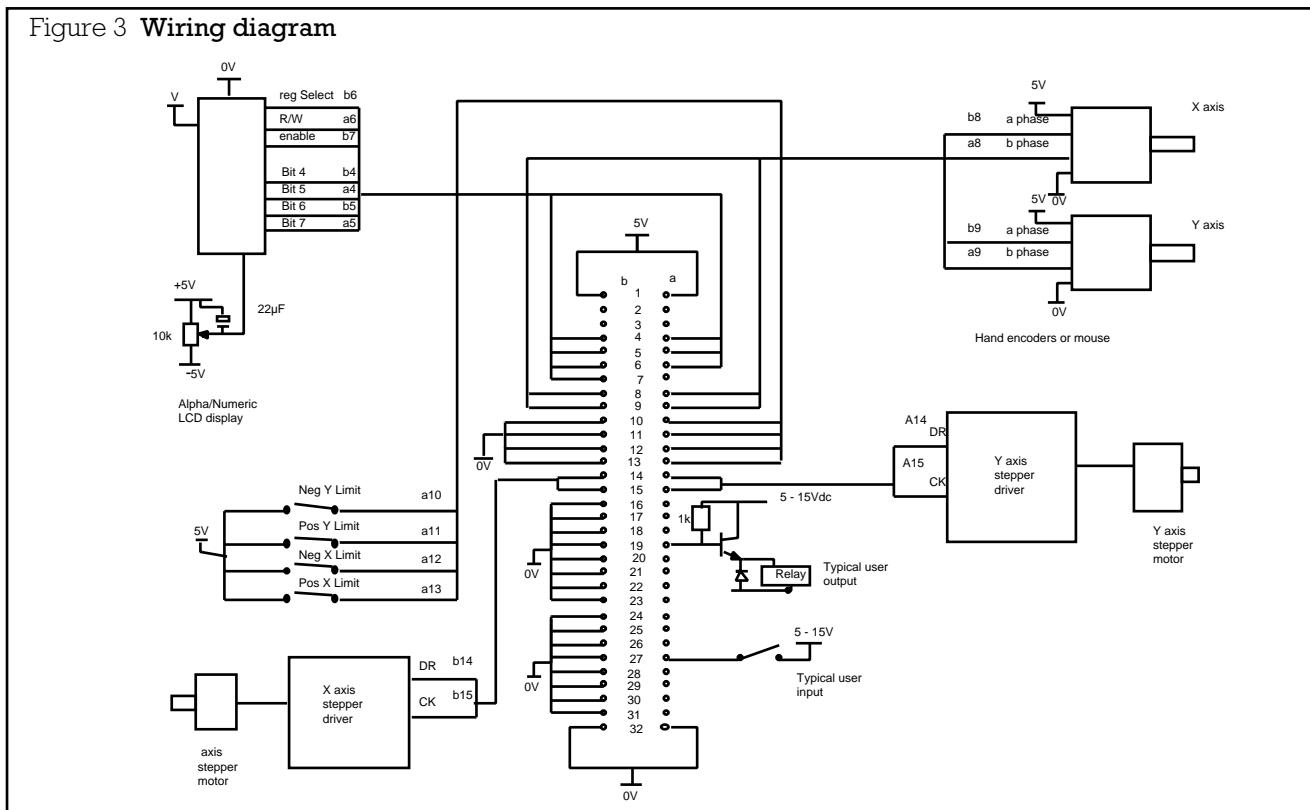 Figure 3 Wiring diagram
0V
V
reg Select b6
R/W a6
enable b7
Bit 4 b4
Bit 5 a4
Bit 6 b5
Bit 7 a5
+5V
22µF
10k
-5V
Alpha/Numeric
LCD display
5V
b8 a phase
a8 b phase
X axis
0V
5V
b9 a phase
a9 b phase
Y axis
0V
Hand encoders or mouse
5V
b a
1
2
3
4
5
6
7
8
9
10
11
12
13
14
15
16
17
18
19
20
21
22
23
24
25
26
27
28
29
30
31
32
0V
0V
0V
0V
Neg Y Limit a10
Pos Y Limit a11
Neg X Limit a12
Pos X Limit a13
5V
A14
DR
A15
CK
Y axis
stepper
driver
Y axis
stepper
motor
5 - 15Vdc
1k
Relay
Typical user
output
5 - 15V
Typical user
input
X axis
stepper
driver
DR b14
CK b15
axis
stepper
motor